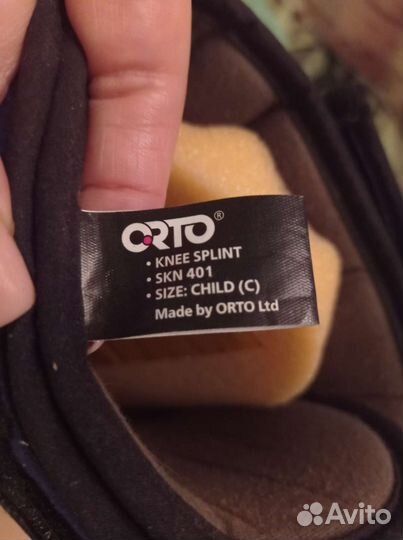 ORTO®
• KNEE SPLINT
• SKN 401
• SIZE: CHILD (C)
Made by ORTO Ltd
Avito